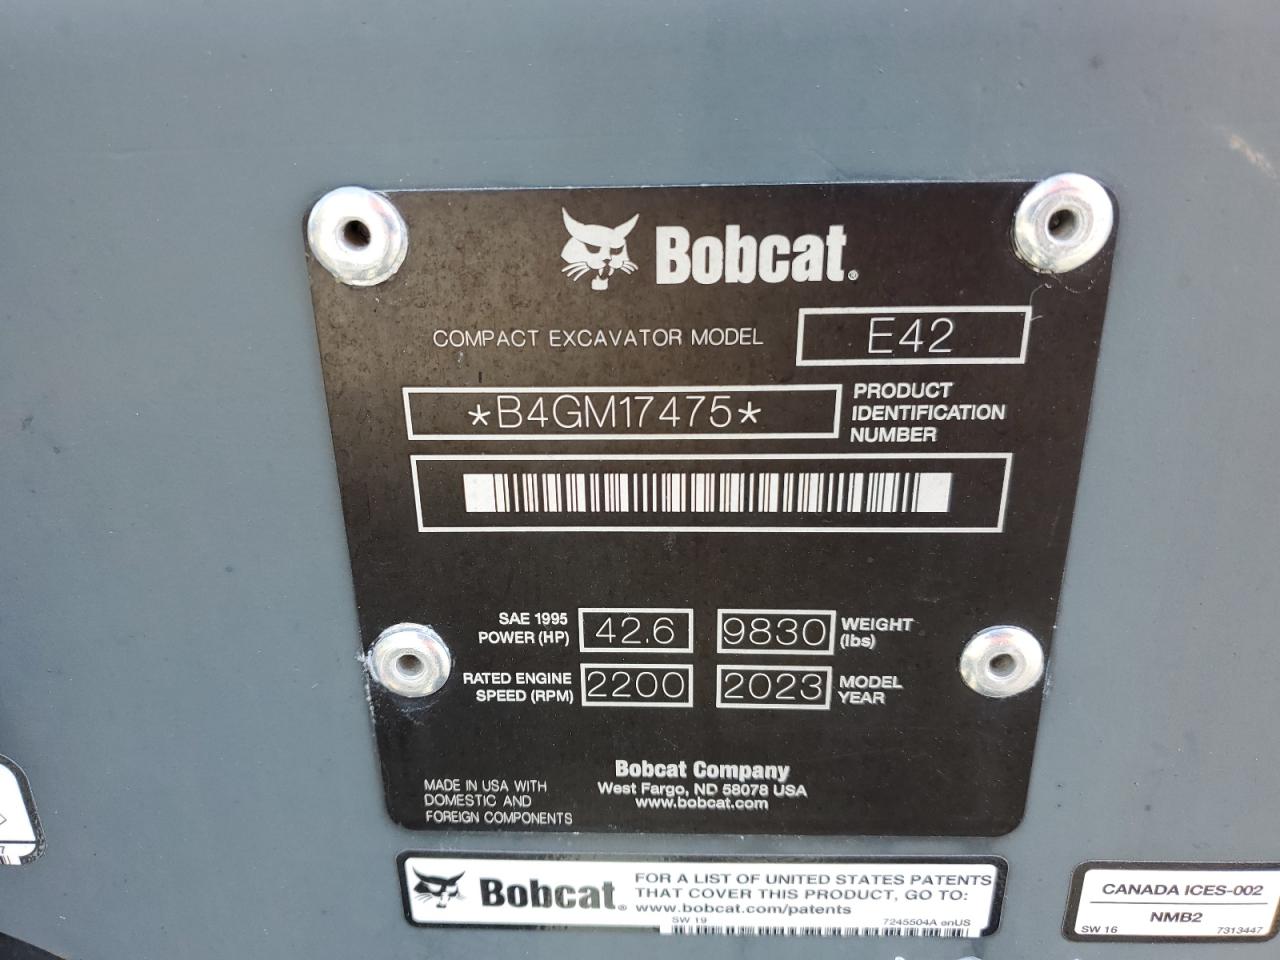 Bobcat®
COMPACT EXCAVATOR MODEL E42
*B4GM17475*
PRODUCT
IDENTIFICATION
NUMBER
SAE 1995
POWER (HP) 42.6
9830 WEIGHT
(lbs)
RATED ENGINE
SPEED (RPM) 2200
2023 MODEL
YEAR
Bobcat Company
West Fargo, ND 58078 USA
www.bobcat.com
MADE IN USA WITH
DOMESTIC AND
FOREIGN COMPONENTS
Bobcat®
FOR A LIST OF UNITED STATES PATENTS
THAT COVER THIS PRODUCT, GO TO:
www.bobcat.com/patents
SW 19 7245504A enUS
CANADA ICES-002
NMB2
SW 16 7313447
7